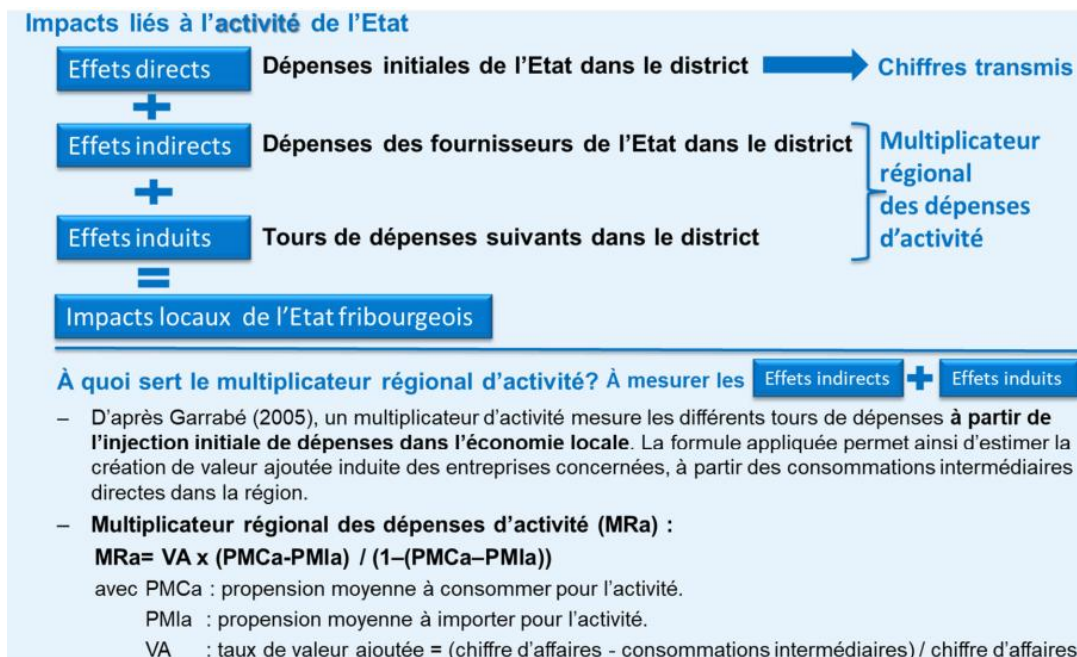 Impacts liés à l'activité de l'Etat
Effets directs Dépenses initiales de l'Etat dans le district Chiffres transmis
+
Effets indirects Dépenses des fournisseurs de l'Etat dans le district Multiplicateur
régional
+
des dépenses
Effets induits Tours de dépenses suivants dans le district d'activité
=
Impacts locaux de l'Etat fribourgeois
À quoi sert le multiplicateur régional d'activité? À mesurer les Effets indirects + Effets induits
– D'après Garrabé (2005), un multiplicateur d'activité mesure les différents tours de dépenses à partir de
l'injection initiale de dépenses dans l'économie locale. La formule appliquée permet ainsi d'estimer la
création de valeur ajoutée induite des entreprises concernées, à partir des consommations intermédiaires
directes dans la région.
– Multiplicateur régional des dépenses d'activité (MRa) :
MRa= VA x (PMCa-PMIa) / (1–(PMCa–PMIa))
avec PMCa : propension moyenne à consommer pour l'activité.
PMIa : propension moyenne à importer pour l'activité.
VA : taux de valeur ajoutée = (chiffre d'affaires - consommations intermédiaires) / chiffre d'affaires